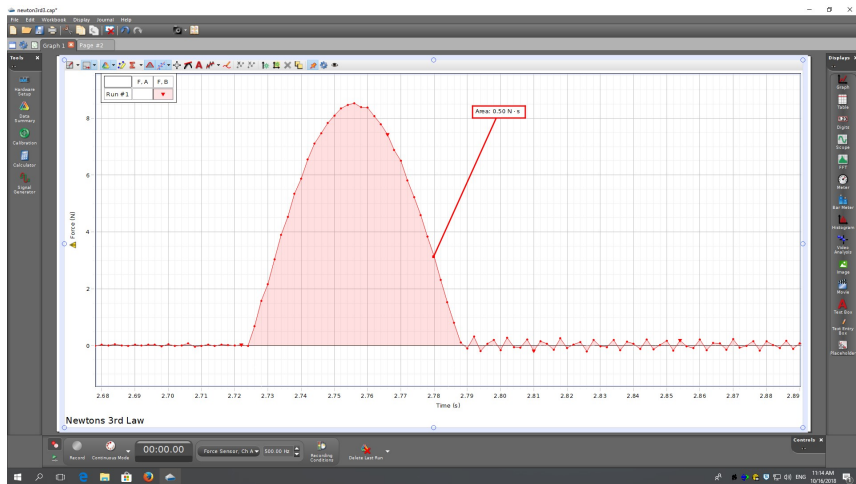 newton3rd3.cap*
File Edit Workbook Display Journal Help
Graph 1 Page #2
Tools
Hardware Setup
Data Summary
Calibration
Calculator
Signal Generator
F, A F, B
Run #1
Area: 0.50 N · s
Force (N)
8
6
4
2
0
2.68 2.69 2.70 2.71 2.72 2.73 2.74 2.75 2.76 2.77 2.78 2.79 2.80 2.81 2.82 2.83 2.84 2.85 2.86 2.87 2.88 2.89
Time (s)
Newtons 3rd Law
Displays
Graph
Table
Digits
Scope
FFT
Meter
Bar Meter
Histogram
Video Analysis
Image
Movie
Text Box
Text Entry Box
Placeholder
Record Continuous Mode 00:00.00 Force Sensor, Ch A 500.00 Hz Recording Conditions Delete Last Run
Controls
ENG 11:14 AM
10/16/2018